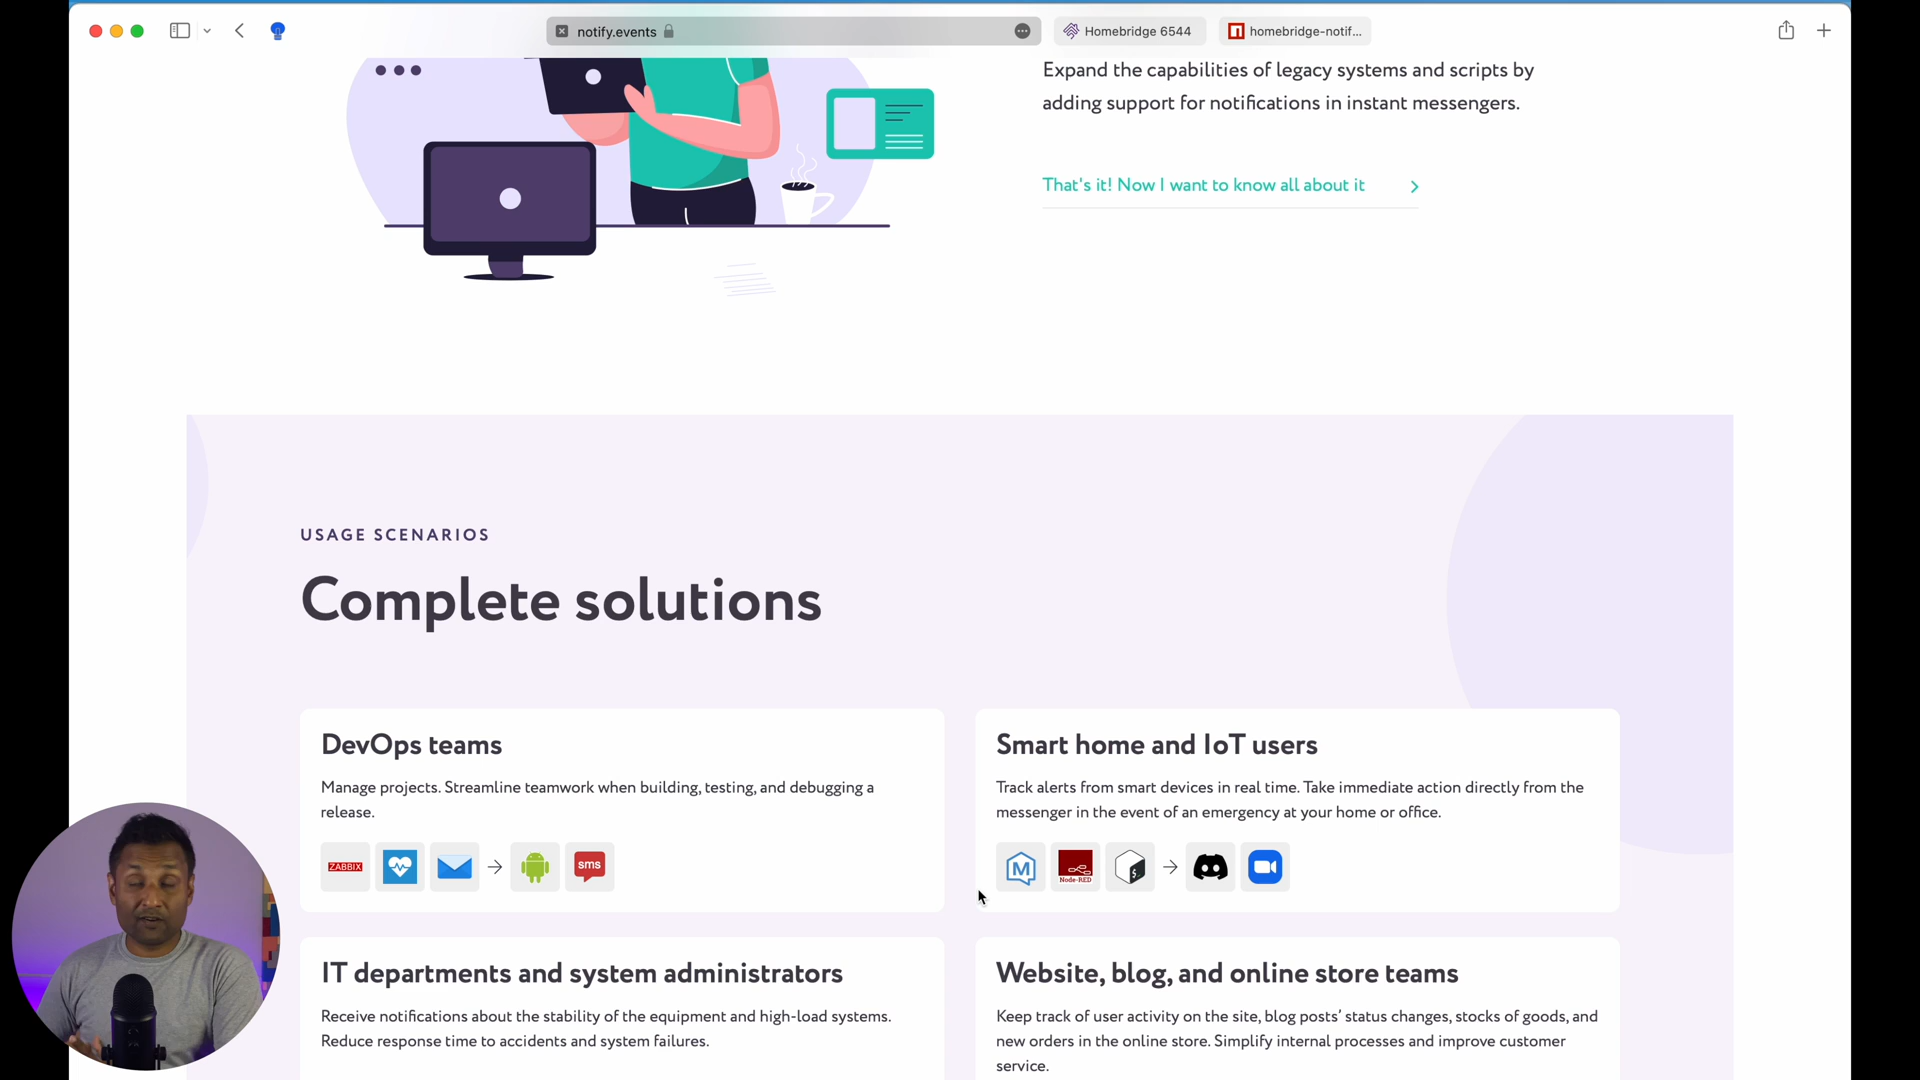 notify.events
Homebridge 6544
homebridge-notif...
Expand the capabilities of legacy systems and scripts by
adding support for notifications in instant messengers.
That's it! Now I want to know all about it
USAGE SCENARIOS
Complete solutions
DevOps teams
Manage projects. Streamline teamwork when building, testing, and debugging a
release.
ZABBIX
sms
Smart home and IoT users
Track alerts from smart devices in real time. Take immediate action directly from the
messenger in the event of an emergency at your home or office.
M
Node-RED
$
IT departments and system administrators
Receive notifications about the stability of the equipment and high-load systems.
Reduce response time to accidents and system failures.
Website, blog, and online store teams
Keep track of user activity on the site, blog posts’ status changes, stocks of goods, and
new orders in the online store. Simplify internal processes and improve customer
service.